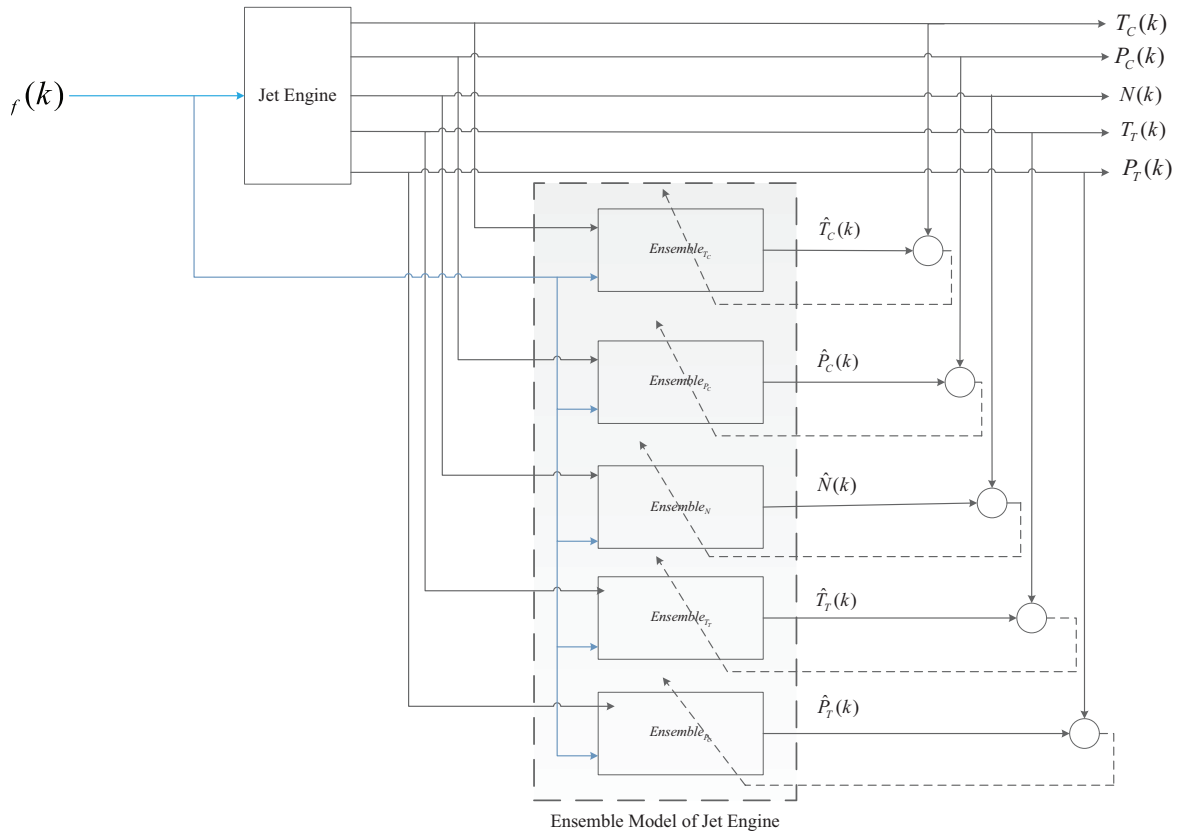 T_C(k)
P_C(k)
_f(k)
Jet Engine
N(k)
T_T(k)
P_T(k)
Ensemble_{T_C}
T̂_C(k)
Ensemble_{P_C}
P̂_C(k)
Ensemble_N
N̂(k)
Ensemble_{T_T}
T̂_T(k)
Ensemble
P̂_T(k)
Ensemble Model of Jet Engine